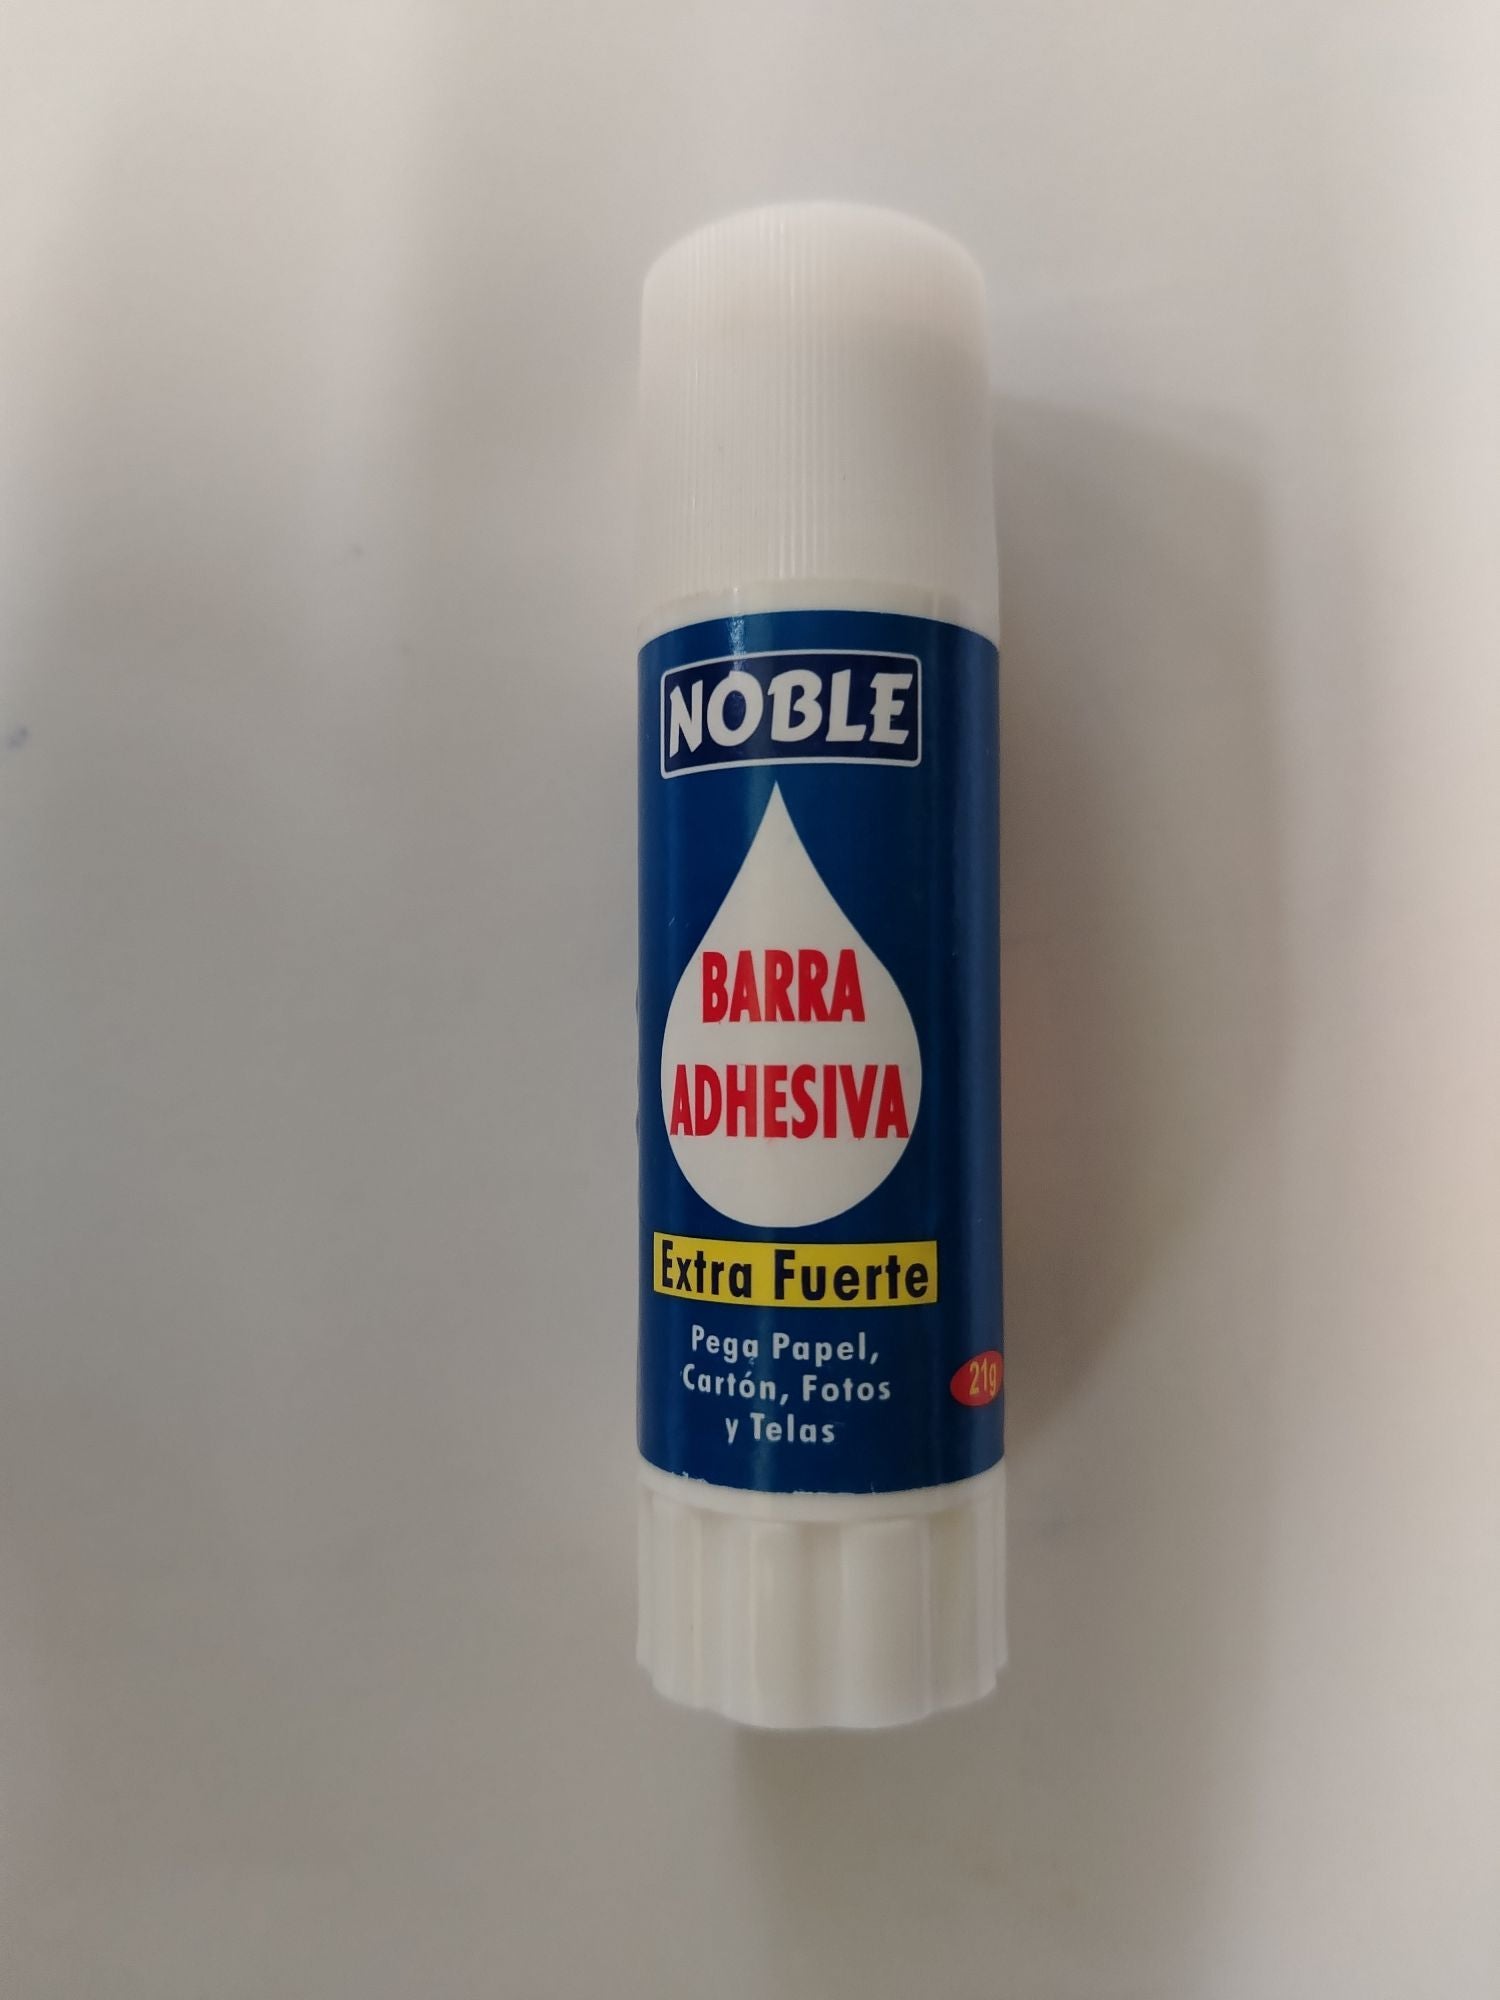 NOBLE
BARRA
ADHESIVA
Extra Fuerte
Pega Papel,
Cartón, Fotos
y Telas
21g